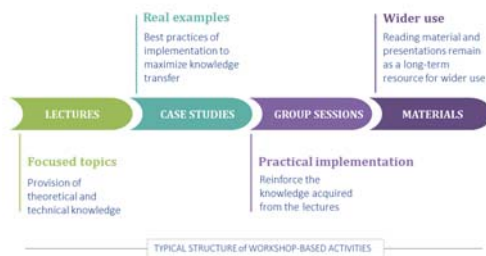 Real examples
Best practices of
implementation to
maximize knowledge
transfer
Wider use
Reading material and
presentations remain
as a long-term
resource for wider use
LECTURES
CASE STUDIES
GROUP SESSIONS
MATERIALS
Focused topics
Provision of
theoretical and
technical knowledge
Practical implementation
Reinforce the
knowledge acquired
from the lectures
TYPICAL STRUCTURE of WORKSHOP-BASED ACTIVITIES